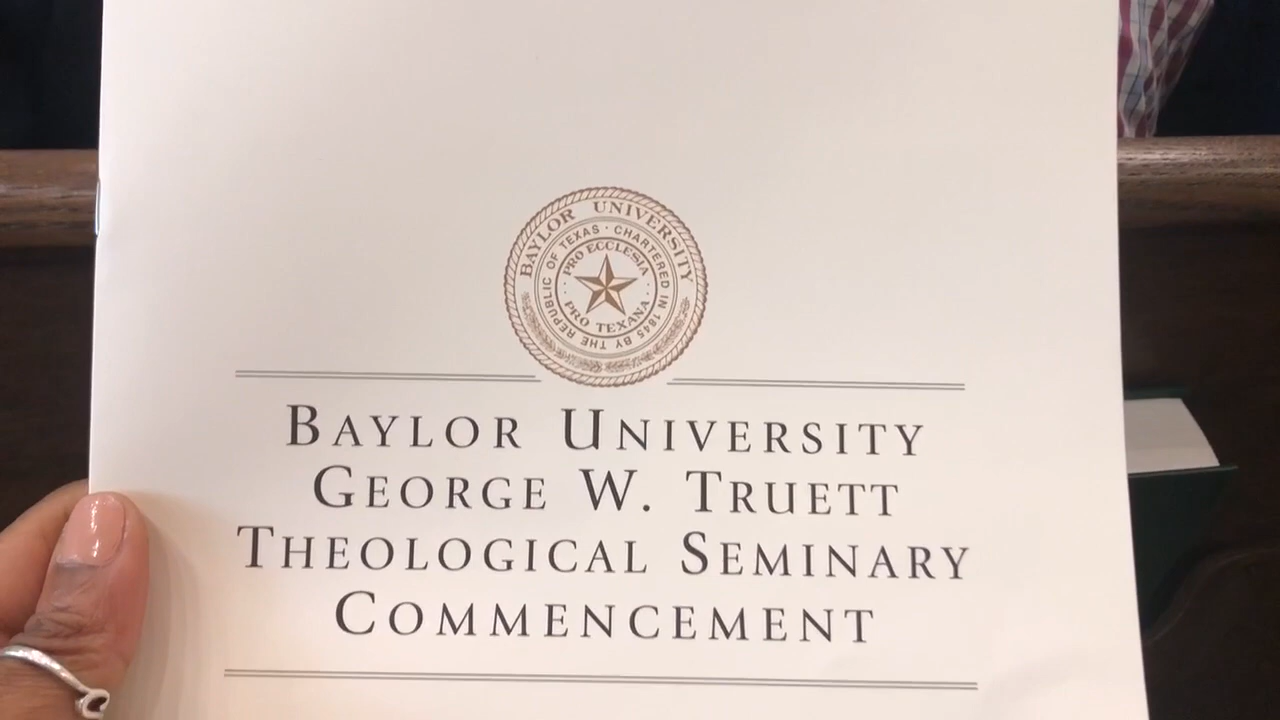 BAYLOR UNIVERSITY
REPUBLIC OF TEXAS · CHARTERED IN 1845 BY THE
PRO ECCLESIA
PRO TEXANA
BAYLOR UNIVERSITY
GEORGE W. TRUETT
THEOLOGICAL SEMINARY
COMMENCEMENT